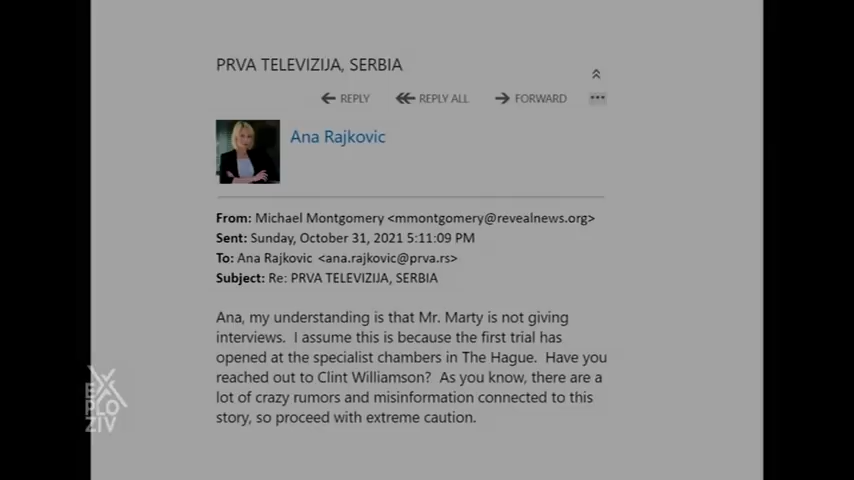 PRVA TELEVIZIJA, SERBIA
REPLY REPLY ALL FORWARD
Ana Rajkovic
From: Michael Montgomery <mmontgomery@revealnews.org>
Sent: Sunday, October 31, 2021 5:11:09 PM
To: Ana Rajkovic <ana.rajkovic@prva.rs>
Subject: Re: PRVA TELEVIZIJA, SERBIA
Ana, my understanding is that Mr. Marty is not giving
interviews.  I assume this is because the first trial has
opened at the specialist chambers in The Hague.  Have you
reached out to Clint Williamson?  As you know, there are a
lot of crazy rumors and misinformation connected to this
story, so proceed with extreme caution.
EX
PLO
ZIV